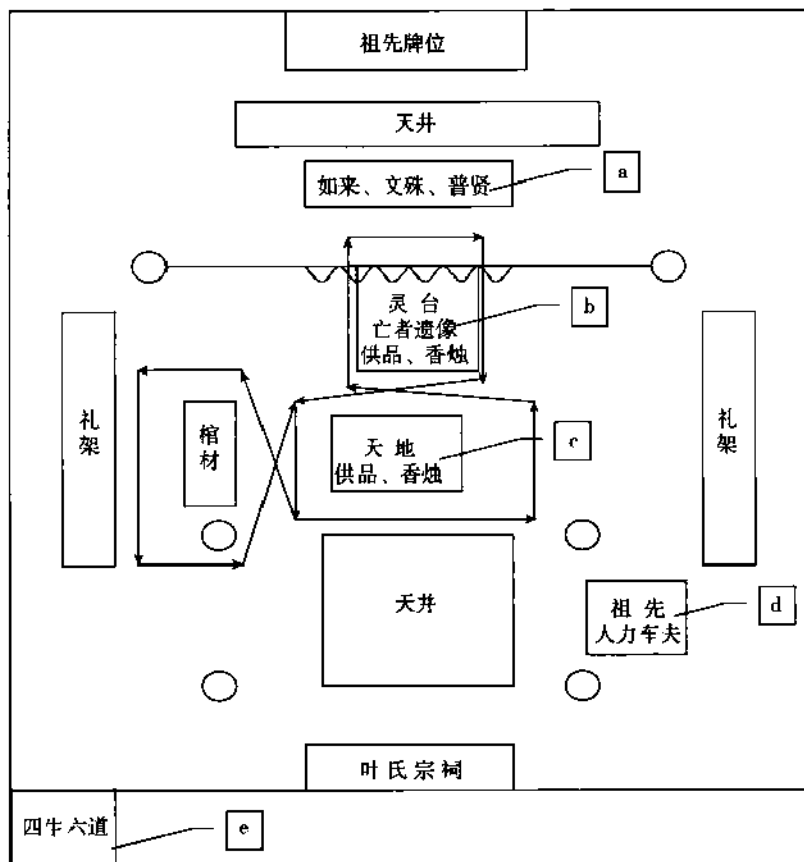 祖先牌位
天井
如来、文殊、普贤
a
灵台
亡者遗像
供品、香烛
b
礼架
棺材
天地
供品、香烛
c
礼架
天井
祖先
人力车夫
d
叶氏宗祠
四生六道
e